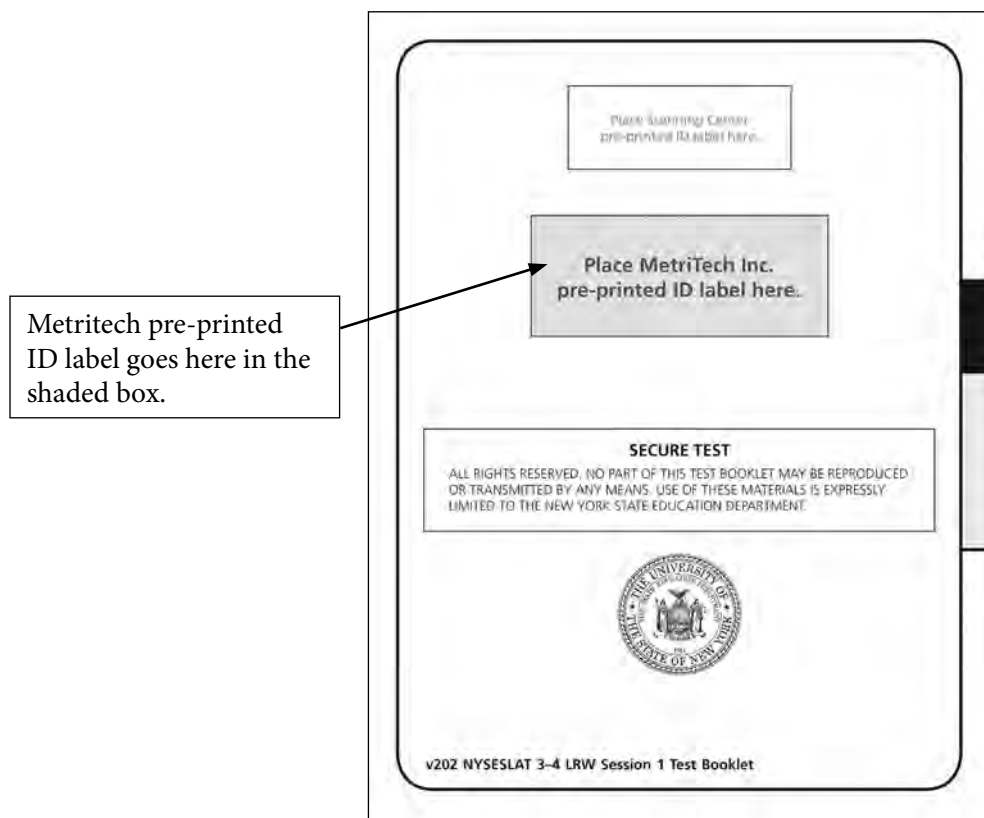 Place Scanning Center
pre-printed ID label here.
Place MetriTech Inc.
pre-printed ID label here.
Metritech pre-printed
ID label goes here in the
shaded box.
SECURE TEST
ALL RIGHTS RESERVED. NO PART OF THIS TEST BOOKLET MAY BE REPRODUCED
OR TRANSMITTED BY ANY MEANS. USE OF THESE MATERIALS IS EXPRESSLY
LIMITED TO THE NEW YORK STATE EDUCATION DEPARTMENT.
THE UNIVERSITY OF
THE STATE OF NEW YORK
v202 NYSESLAT 3–4 LRW Session 1 Test Booklet